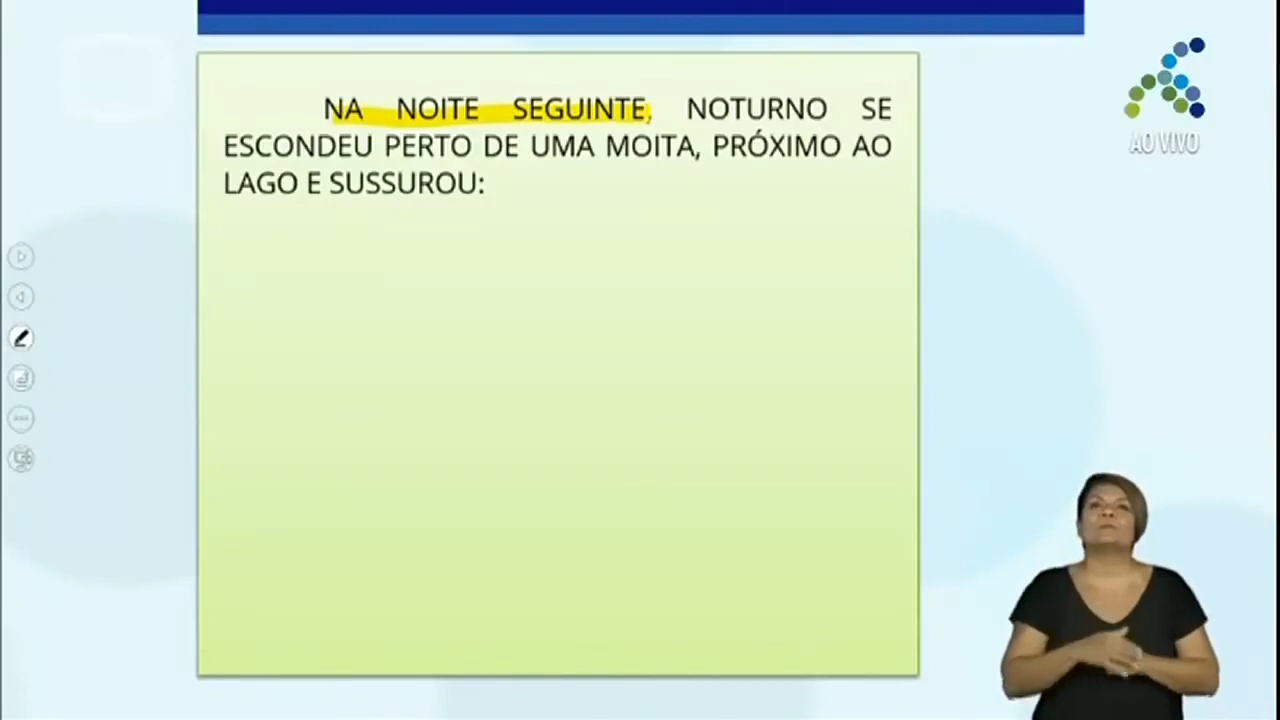 NA NOITE SEGUINTE, NOTURNO SE
ESCONDEU PERTO DE UMA MOITA, PRÓXIMO AO
LAGO E SUSSUROU:
AO VIVO